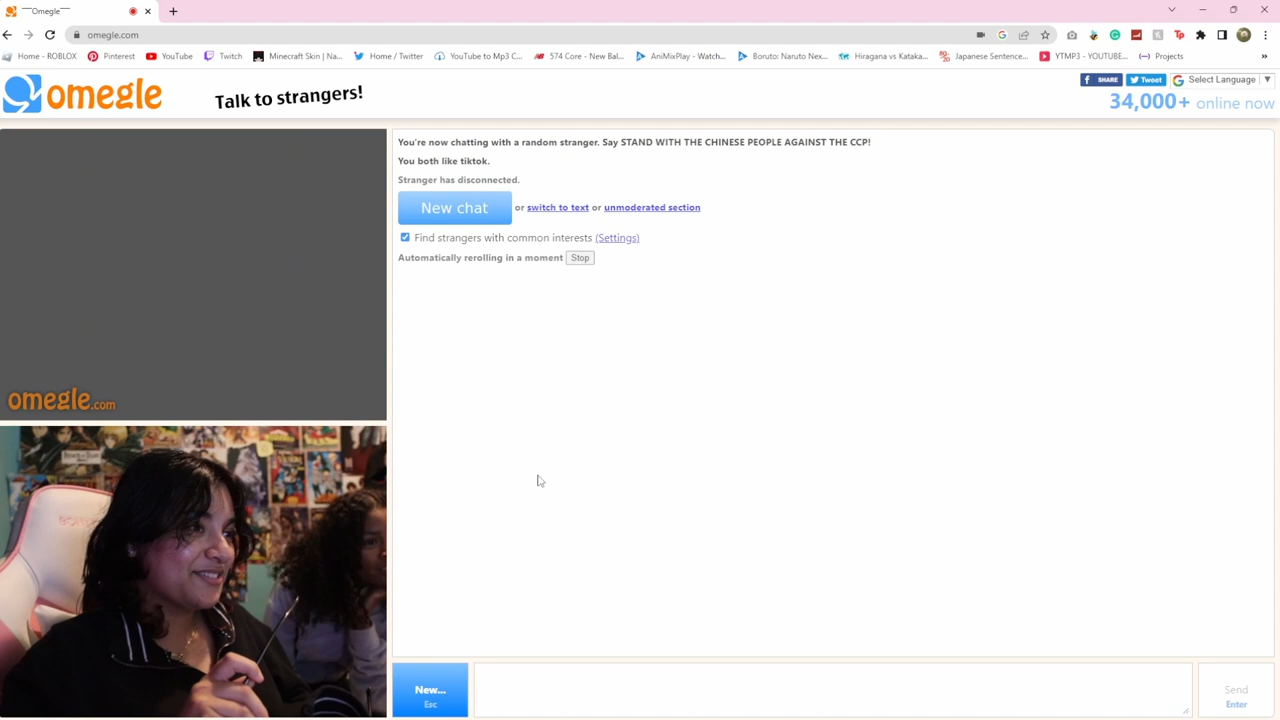 Omegle
omegle.com
Home - ROBLOX
Pinterest
YouTube
Twitch
Minecraft Skin | Na...
Home / Twitter
YouTube to Mp3 C...
574 Core - New Bal...
AniMixPlay - Watch...
Boruto: Naruto Nex...
Hiragana vs Kataka...
Japanese Sentence...
YTMP3 - YOUTUBE...
Projects
»
omegle
Talk to strangers!
SHARE
Tweet
Select Language
34,000+ online now
You're now chatting with a random stranger. Say STAND WITH THE CHINESE PEOPLE AGAINST THE CCP!
You both like tiktok.
Stranger has disconnected.
New chat or switch to text or unmoderated section
Find strangers with common interests (Settings)
Automatically rerolling in a moment Stop
omegle.com
New...
Esc
Send
Enter